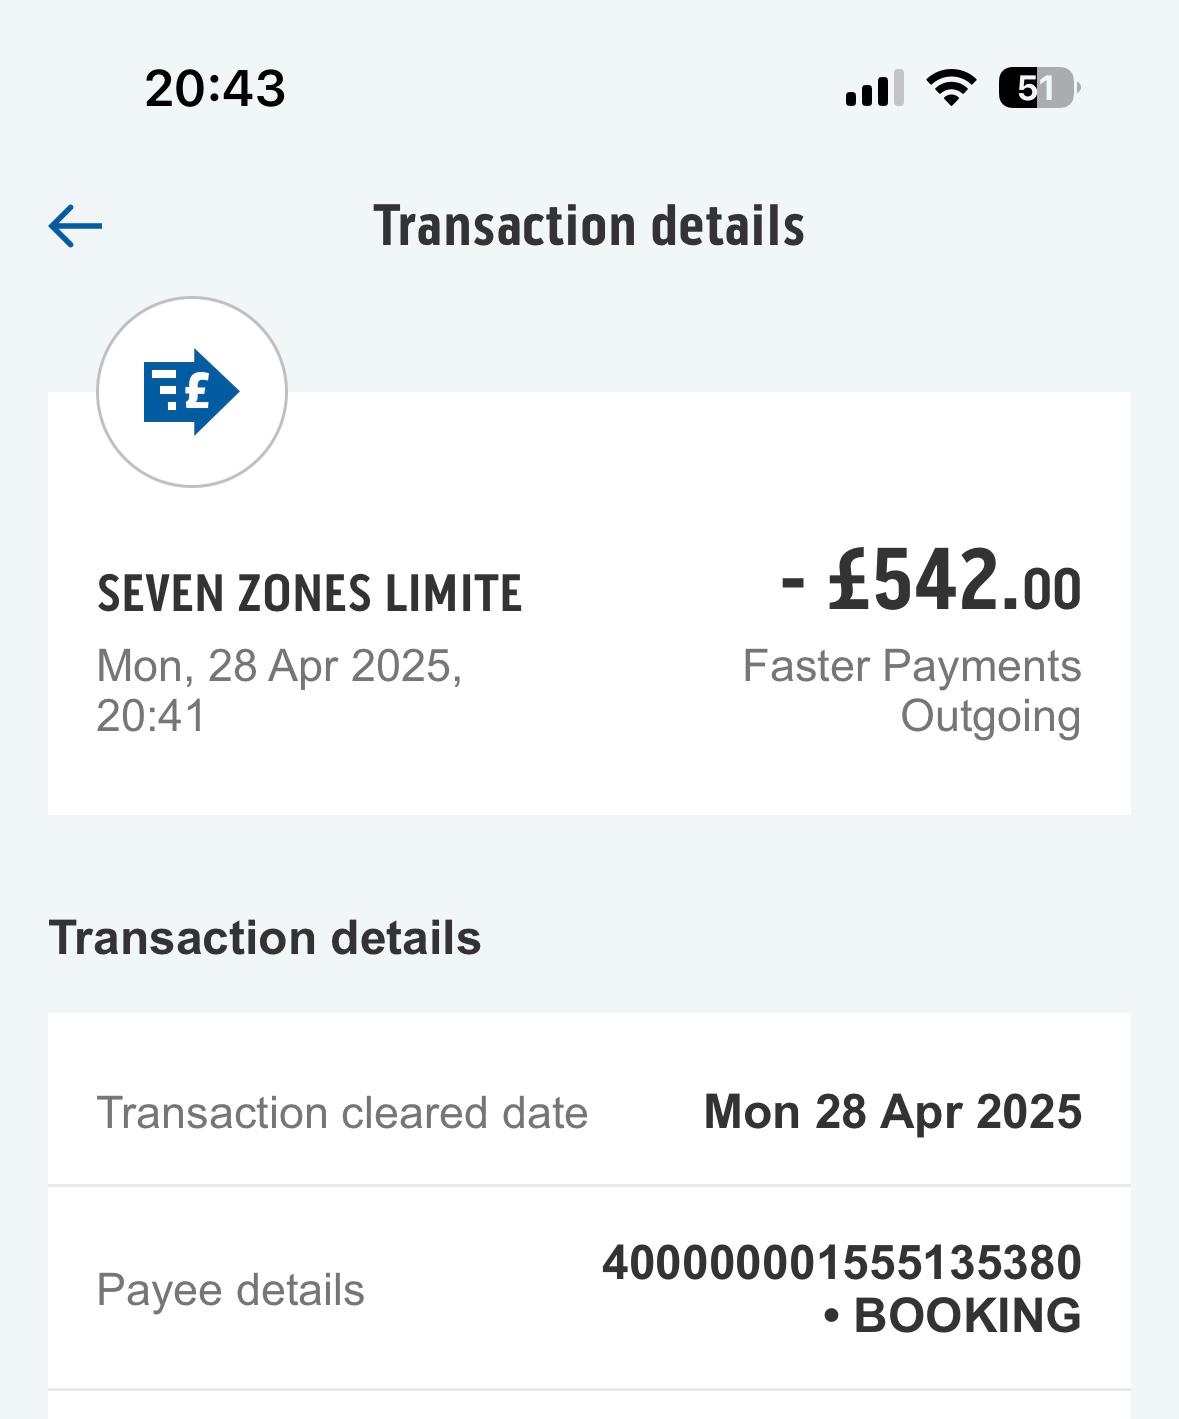 20:43
51
Transaction details
£
SEVEN ZONES LIMITE
- £542.00
Mon, 28 Apr 2025,
20:41
Faster Payments
Outgoing
Transaction details
Transaction cleared date
Mon 28 Apr 2025
Payee details
400000001555135380
• BOOKING